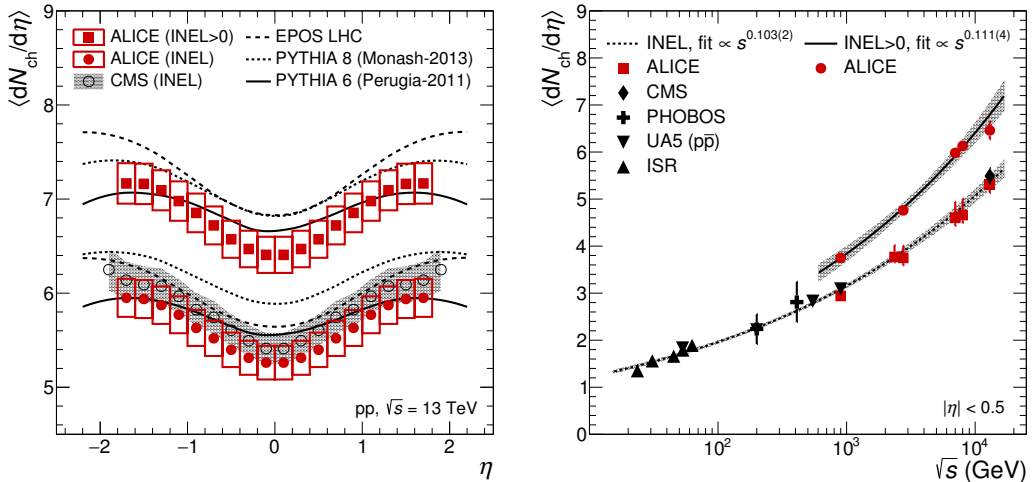 ⟨dN_ch/dη⟩
ALICE (INEL>0)
ALICE (INEL)
CMS (INEL)
EPOS LHC
PYTHIA 8 (Monash-2013)
PYTHIA 6 (Perugia-2011)
8
7
6
5
pp, √s = 13 TeV
−2 −1 0 1 2
η
⟨dN_ch/dη⟩
INEL, fit ∝ s^0.103(2)
INEL>0, fit ∝ s^0.111(4)
ALICE
ALICE
CMS
PHOBOS
UA5 (pp̅)
ISR
9
8
7
6
5
4
3
2
1
0
|η| < 0.5
10^2 10^3 10^4
√s (GeV)